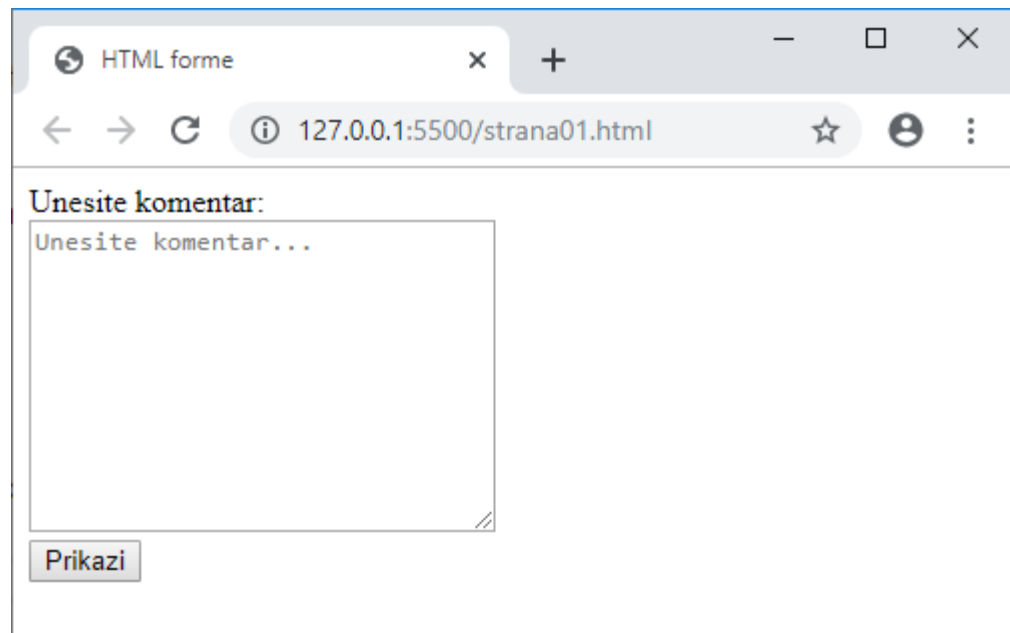 HTML forme
127.0.0.1:5500/strana01.html
Unesite komentar:
Unesite komentar...
Prikazi